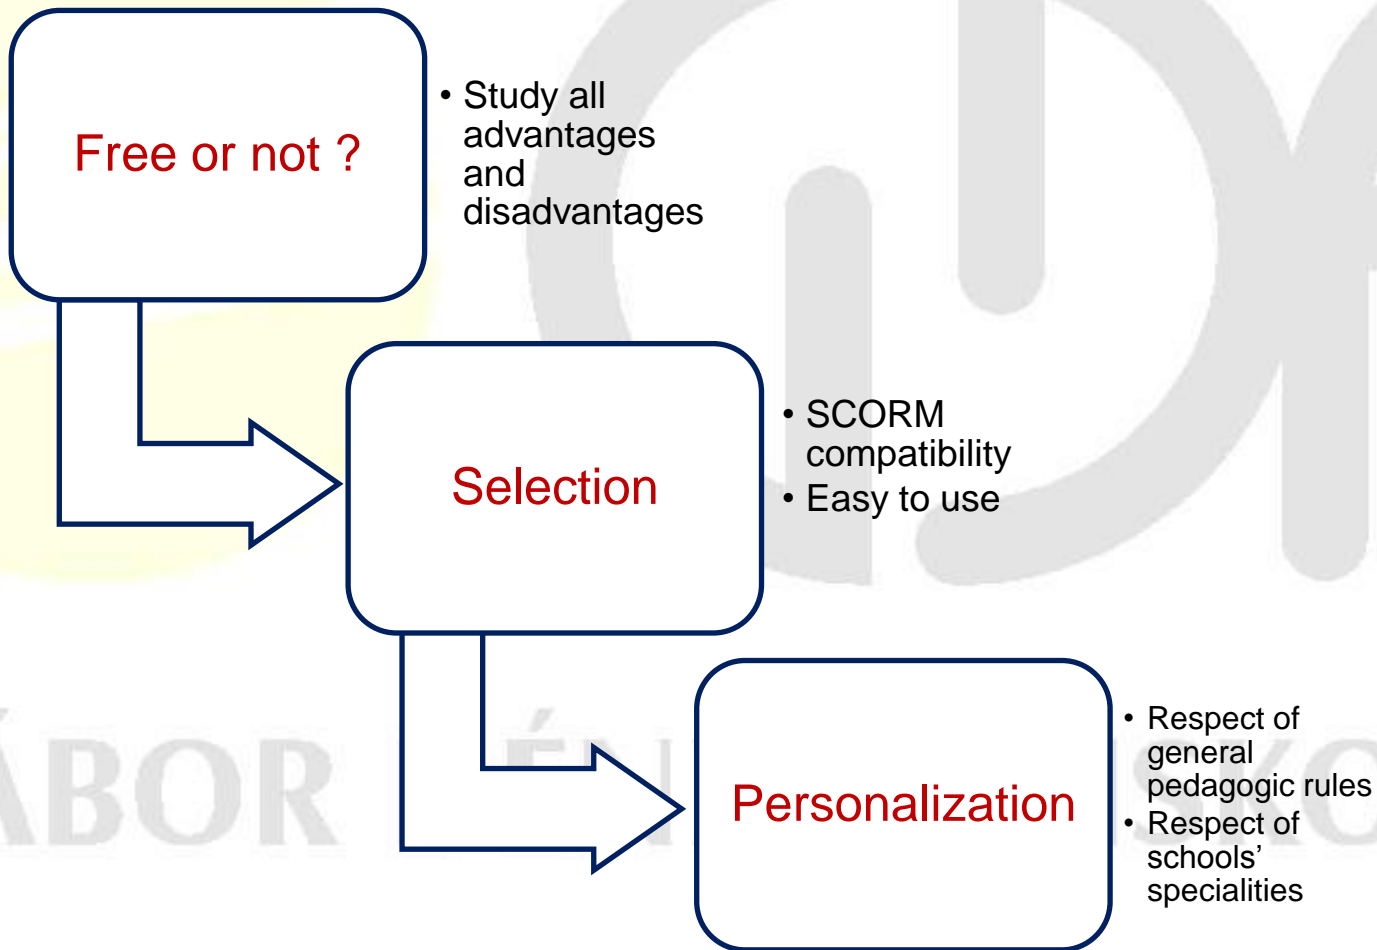 Free or not ?
• Study all
advantages
and
disadvantages
Selection
• SCORM
compatibility
• Easy to use
Personalization
• Respect of
general
pedagogic rules
• Respect of
schools’
specialities
ÁBOR